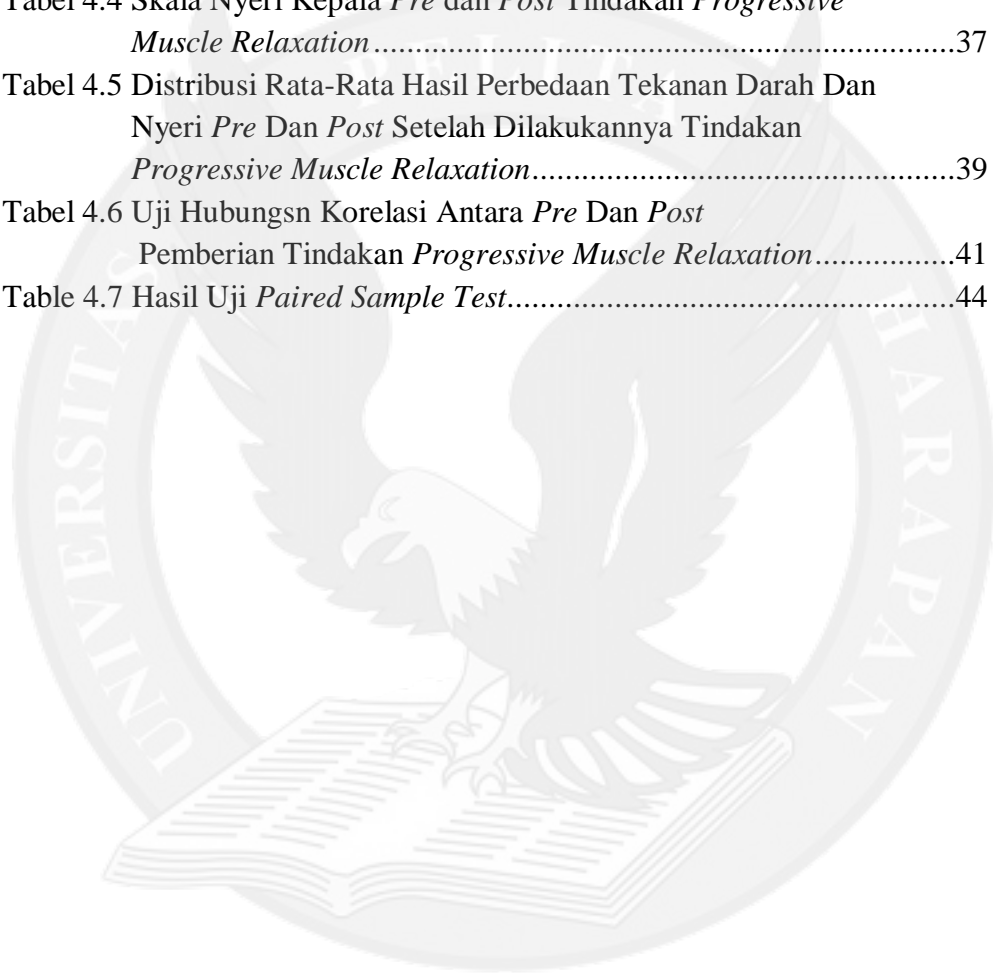 Tabel 4.4 Skala Nyeri Kepala Pre dan Post Tindakan Progressive
Muscle Relaxation........................................................................37
Tabel 4.5 Distribusi Rata-Rata Hasil Perbedaan Tekanan Darah Dan
Nyeri Pre Dan Post Setelah Dilakukannya Tindakan
Progressive Muscle Relaxation....................................................39
Tabel 4.6 Uji Hubungsn Korelasi Antara Pre Dan Post
Pemberian Tindakan Progressive Muscle Relaxation.................41
Table 4.7 Hasil Uji Paired Sample Test.......................................................44
UNIVERSITAS PELITA HARAPAN